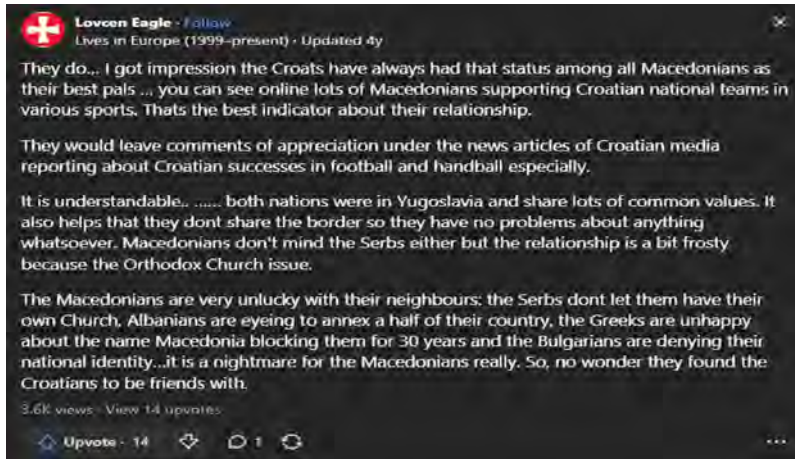 Lovcen Eagle · Follow
Lives in Europe (1999–present) · Updated 4y
They do... I got impression the Croats have always had that status among all Macedonians as
their best pals ... you can see online lots of Macedonians supporting Croatian national teams in
various sports. Thats the best indicator about their relationship.
They would leave comments of appreciation under the news articles of Croatian media
reporting about Croatian successes in football and handball especially.
It is understandable.. ...... both nations were in Yugoslavia and share lots of common values. It
also helps that they dont share the border so they have no problems about anything
whatsoever. Macedonians don't mind the Serbs either but the relationship is a bit frosty
because the Orthodox Church issue.
The Macedonians are very unlucky with their neighbours: the Serbs dont let them have their
own Church, Albanians are eyeing to annex a half of their country, the Greeks are unhappy
about the name Macedonia blocking them for 30 years and the Bulgarians are denying their
national identity...it is a nightmare for the Macedonians really. So, no wonder they found the
Croatians to be friends with.
3.6K views · View 14 upvotes
Upvote · 14 1